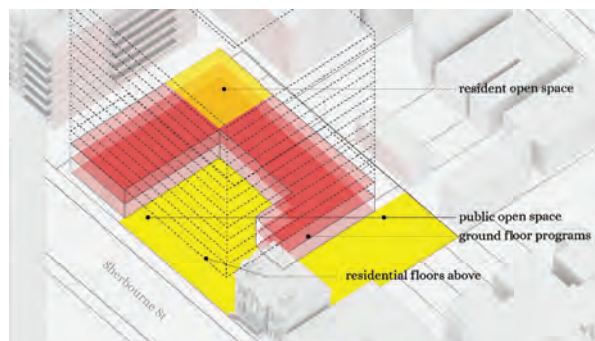 resident open space
public open space
ground floor programs
residential floors above
Sherbourne St